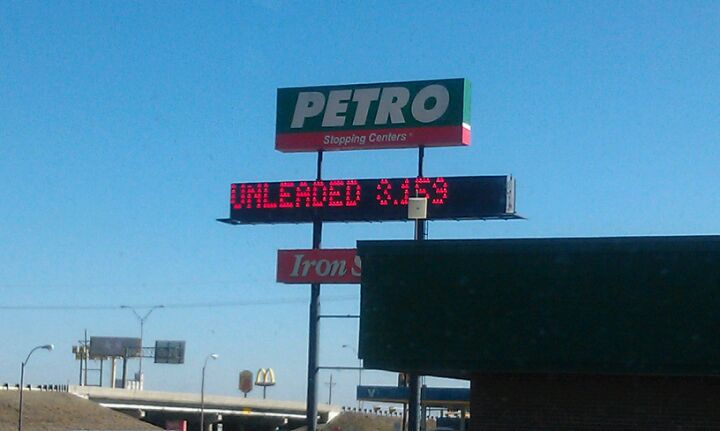 PETRO
Stopping Centers
UNLEADED 3.159
Iron S